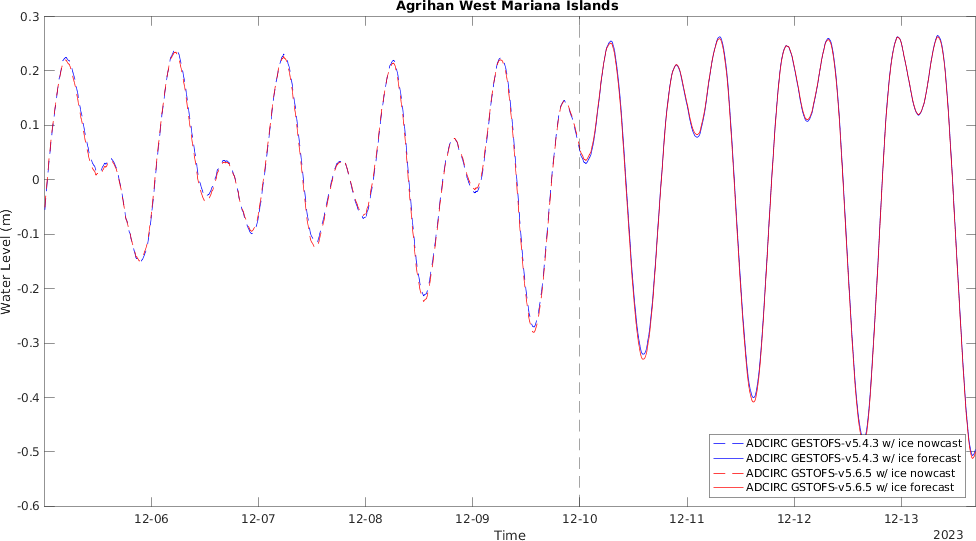 Agrihan West Mariana Islands
0.3
0.2
0.1
0
-0.1
-0.2
-0.3
-0.4
-0.5
-0.6
Water Level (m)
ADCIRC GESTOFS-v5.4.3 w/ ice nowcast
ADCIRC GESTOFS-v5.4.3 w/ ice forecast
ADCIRC GSTOFS-v5.6.5 w/ ice nowcast
ADCIRC GSTOFS-v5.6.5 w/ ice forecast
12-06 12-07 12-08 12-09 12-10 12-11 12-12 12-13
Time
2023